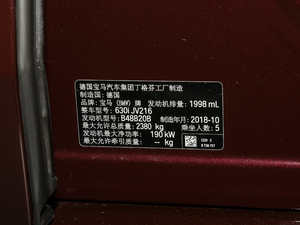 德国宝马汽车集团丁格芬工厂制造
制造国: 德国
品牌: 宝马 (BMW) 牌 发动机排量: 1998 mL
整车型号: 630i JV216
发动机型号: B48B20B 制造年月: 2018-10
最大允许总质量: 2380 kg 乘坐人数: 5
发动机最大净功率: 190 kW
最大允许牵引质量: -- kg